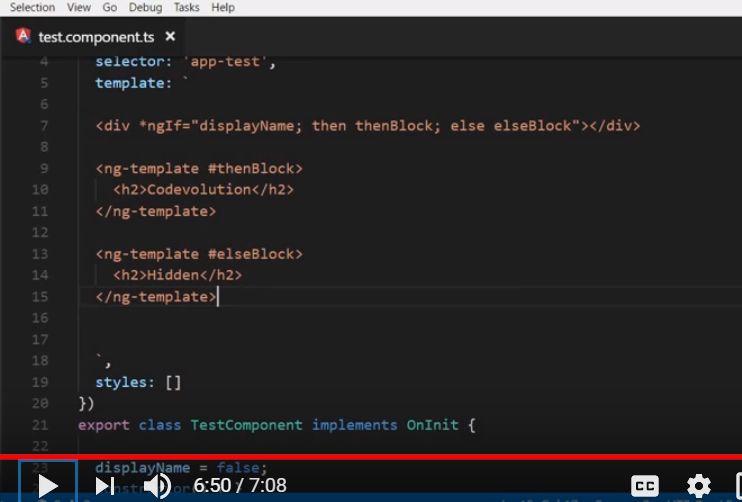 Selection View Go Debug Tasks Help
test.component.ts ×
4 selector: 'app-test',
5 template: `
6
7 <div *ngIf="displayName; then thenBlock; else elseBlock"></div>
8
9 <ng-template #thenBlock>
10 <h2>Codevolution</h2>
11 </ng-template>
12
13 <ng-template #elseBlock>
14 <h2>Hidden</h2>
15 </ng-template>
16
17
18 `,
19 styles: []
20 })
21 export class TestComponent implements OnInit {
22
23 displayName = false;
6:50 / 7:08 CC